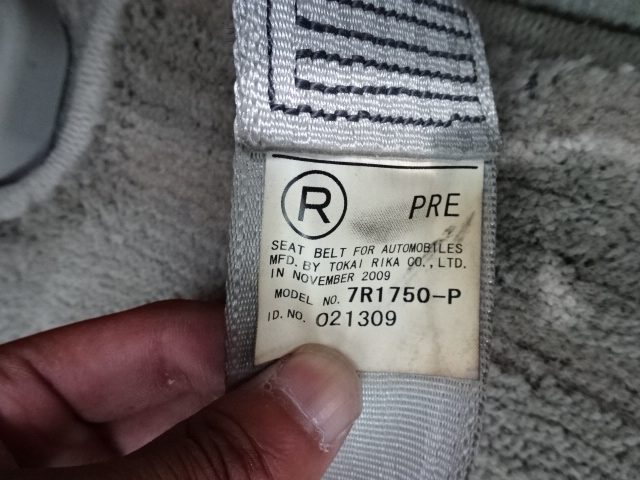 R PRE
SEAT BELT FOR AUTOMOBILES
MFD. BY TOKAI RIKA CO., LTD.
IN NOVEMBER 2009
MODEL NO. 7R1750-P
ID. NO. 021309